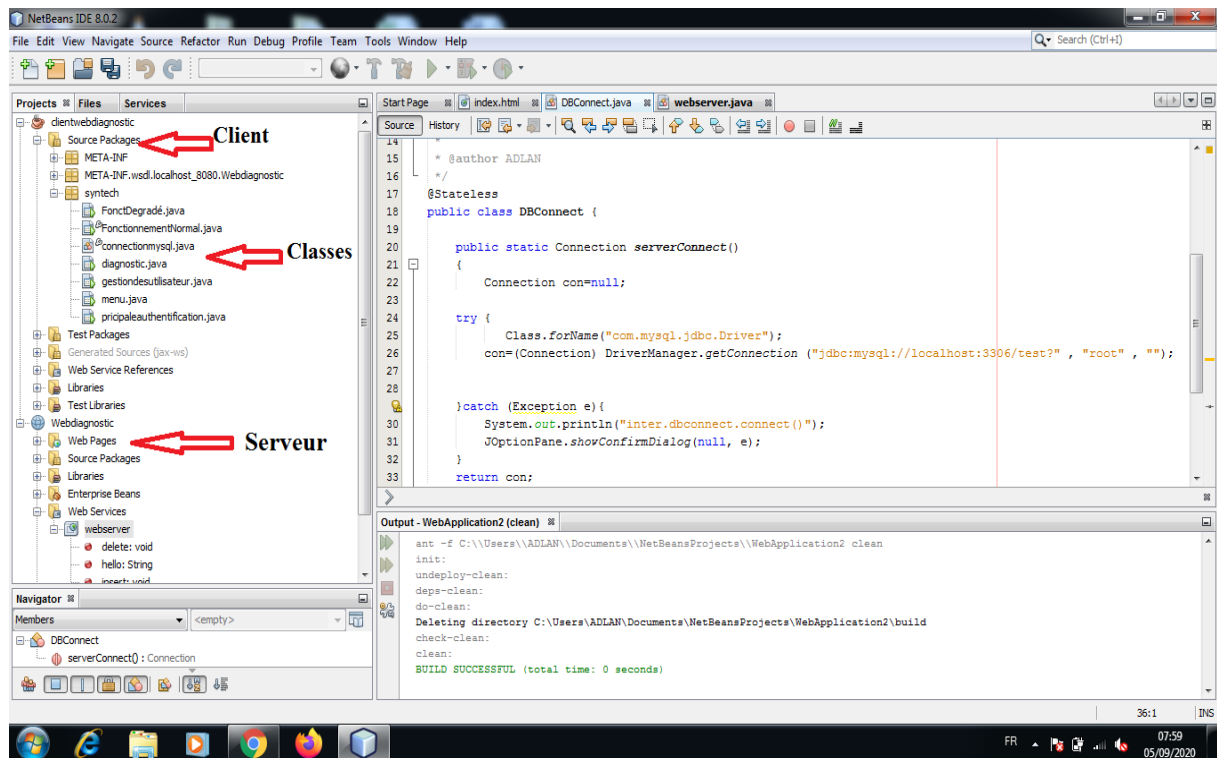 NetBeans IDE 8.0.2
File Edit View Navigate Source Refactor Run Debug Profile Team Tools Window Help
Search (Ctrl+I)
Projects Files Services
clientwebdiagnostic
Source Packages
META-INF
META-INF.wsdl.localhost_8080.Webdiagnostic
syntech
FonctDegradé.java
FonctionnementNormal.java
connectionmysql.java
diagnostic.java
gestiondesutilisateur.java
menu.java
pricipaleauthentification.java
Test Packages
Generated Sources (jax-ws)
Web Service References
Libraries
Test Libraries
Webdiagnostic
Web Pages
Source Packages
Libraries
Enterprise Beans
Web Services
webserver
delete: void
hello: String
insert: void
Client
Classes
Serveur
Navigator
Members
<empty>
DBConnect
serverConnect() : Connection
Start Page index.html DBConnect.java webserver.java
Source History
14 *
15 * @author ADLAN
16 */
17 @Stateless
18 public class DBConnect {
19
20 public static Connection serverConnect()
21 {
22 Connection con=null;
23
24 try {
25 Class.forName("com.mysql.jdbc.Driver");
26 con=(Connection) DriverManager.getConnection ("jdbc:mysql://localhost:3306/test?" , "root" , "");
27
28
}catch (Exception e){
30 System.out.println("inter.dbconnect.connect()");
31 JOptionPane.showConfirmDialog(null, e);
32 }
33 return con;
Output - WebApplication2 (clean)
ant -f C:\\Users\\ADLAN\\Documents\\NetBeansProjects\\WebApplication2 clean
init:
undeploy-clean:
deps-clean:
do-clean:
Deleting directory C:\Users\ADLAN\Documents\NetBeansProjects\WebApplication2\build
check-clean:
clean:
BUILD SUCCESSFUL (total time: 0 seconds)
36:1 INS
FR
07:59
05/09/2020